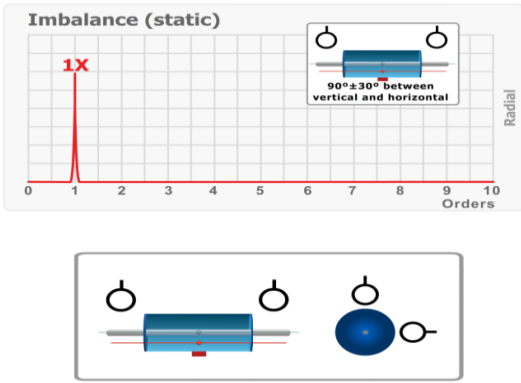 Imbalance (static)
1X
90º±30º between
vertical and horizontal
Radial
0 1 2 3 4 5 6 7 8 9 10
Orders